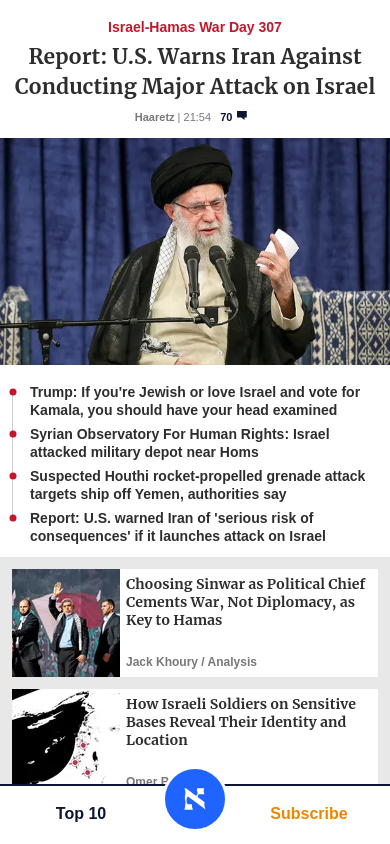 Israel-Hamas War Day 307
Report: U.S. Warns Iran Against
Conducting Major Attack on Israel
Haaretz | 21:54 70
Trump: If you're Jewish or love Israel and vote for
Kamala, you should have your head examined
Syrian Observatory For Human Rights: Israel
attacked military depot near Homs
Suspected Houthi rocket-propelled grenade attack
targets ship off Yemen, authorities say
Report: U.S. warned Iran of 'serious risk of
consequences' if it launches attack on Israel
Choosing Sinwar as Political Chief
Cements War, Not Diplomacy, as
Key to Hamas
Jack Khoury / Analysis
How Israeli Soldiers on Sensitive
Bases Reveal Their Identity and
Location
Omer
Top 10
Subscribe